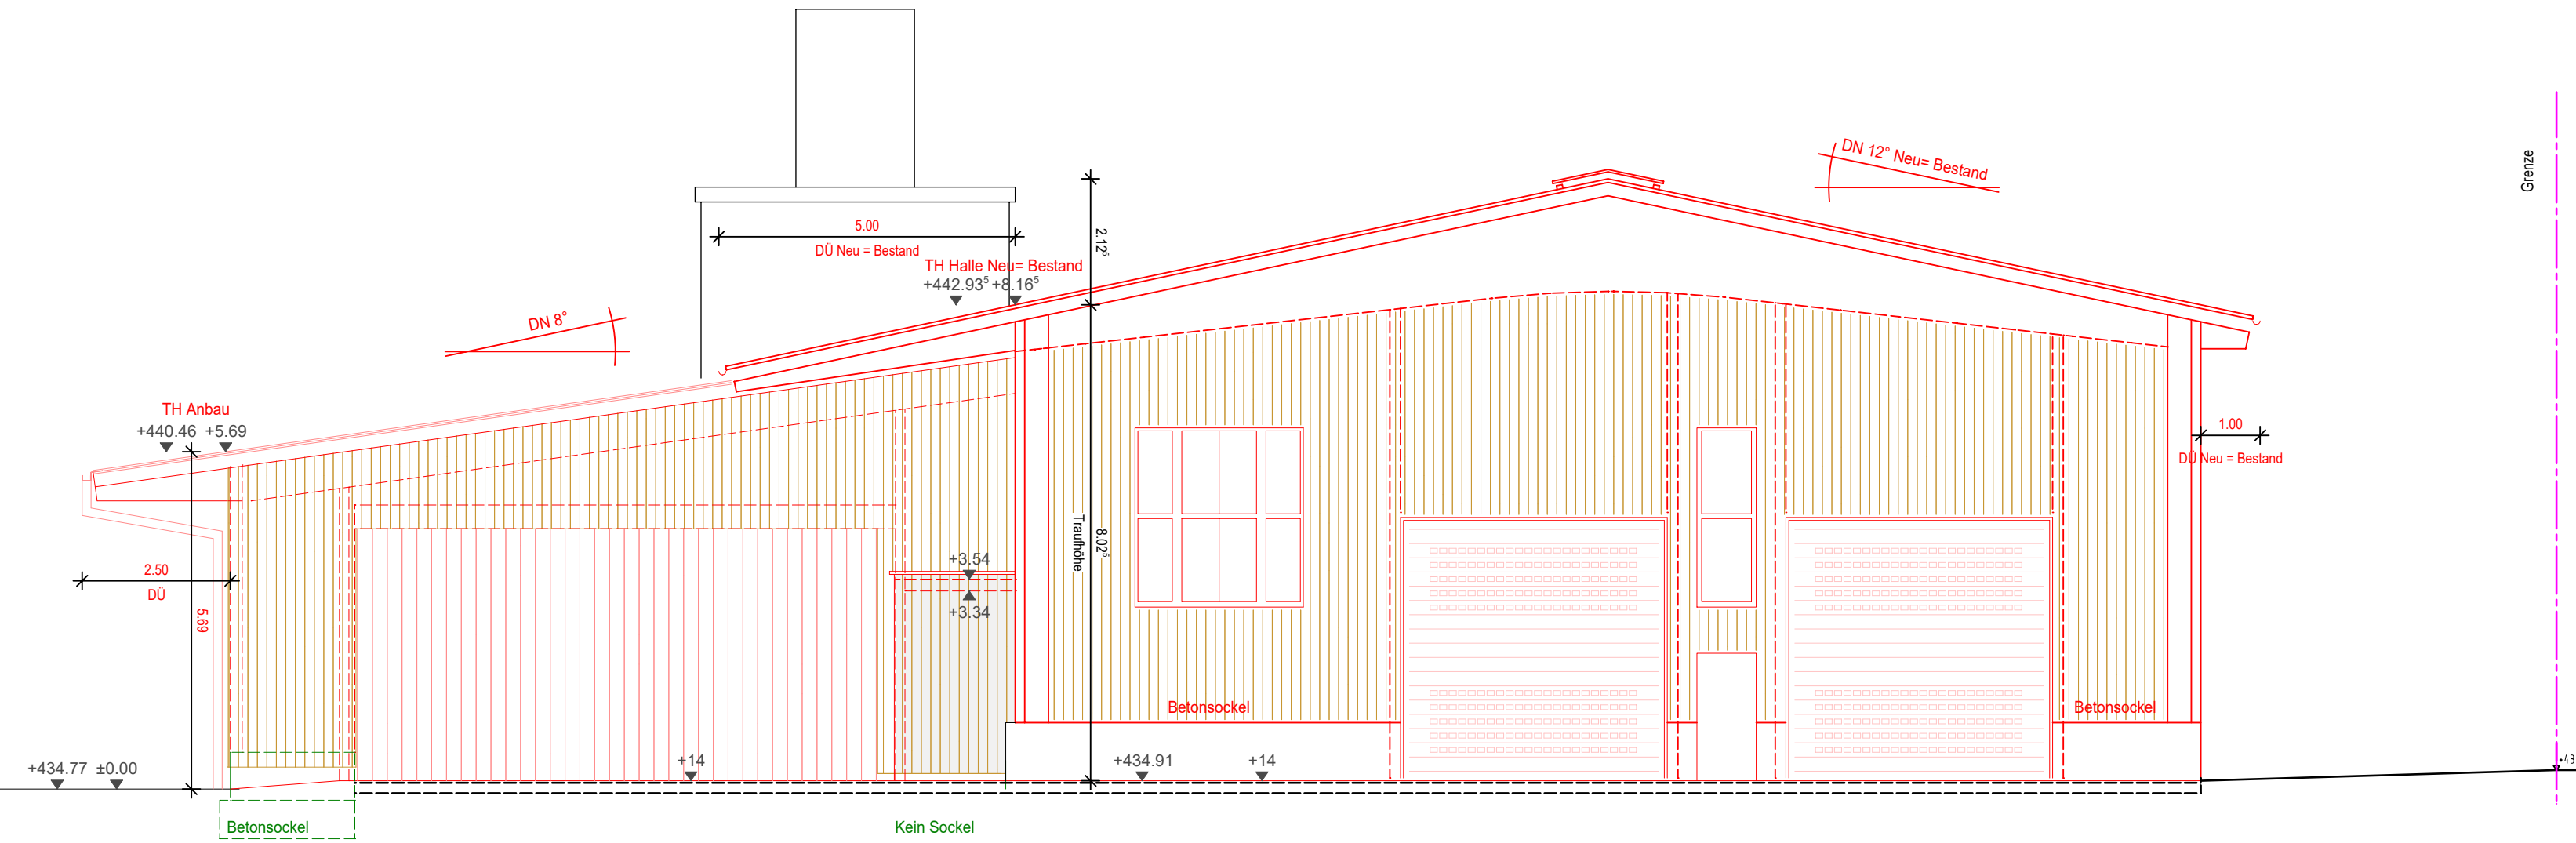 DN 12° Neu= Bestand
Grenze
5.00
DÜ Neu = Bestand
2.12⁵
TH Halle Neu= Bestand
+442.93⁵ +8.16⁵
DN 8°
TH Anbau
+440.46 +5.69
1.00
DÜ Neu = Bestand
Traufhöhe
8.02⁵
+3.54
+3.34
2.50
DÜ
5.69
Betonsockel
Betonsockel
+434.77 ±0.00
+14
+434.91
+14
+43
Betonsockel
Kein Sockel